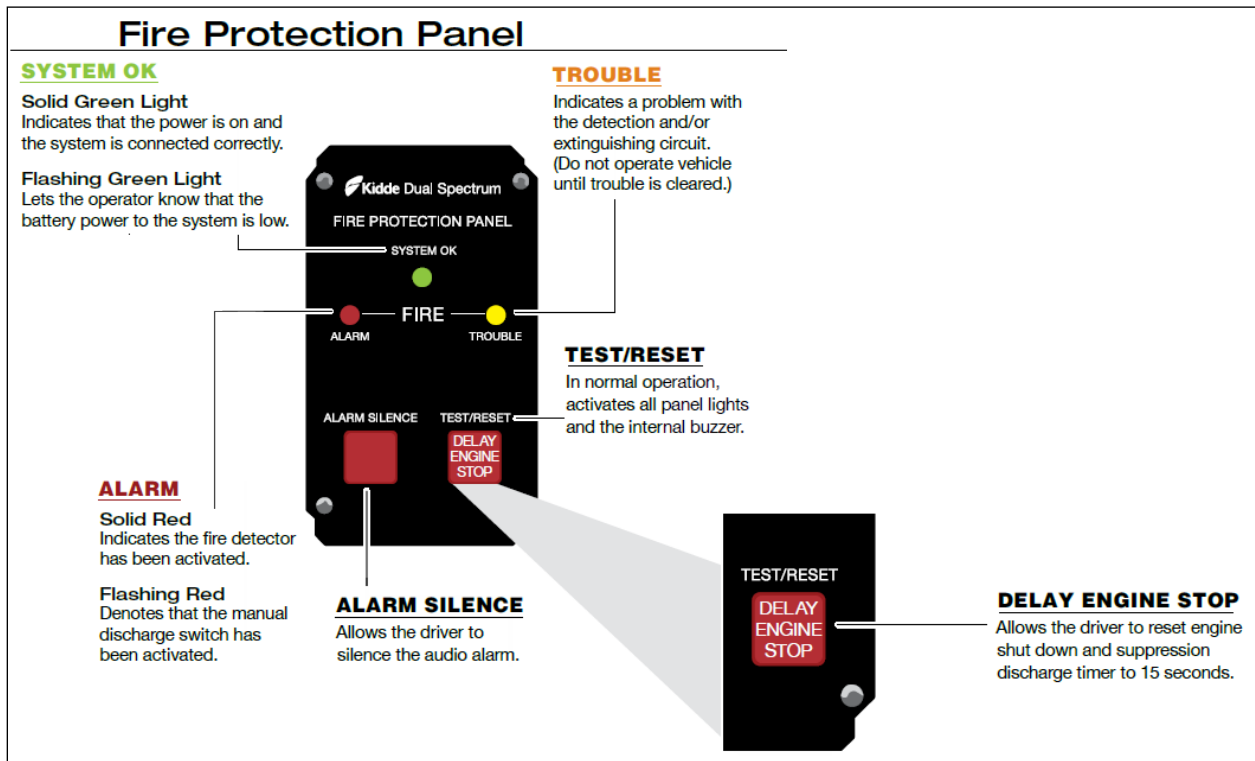 Fire Protection Panel
SYSTEM OK
Solid Green Light
Indicates that the power is on and
the system is connected correctly.
Flashing Green Light
Lets the operator know that the
battery power to the system is low.
TROUBLE
Indicates a problem with
the detection and/or
extinguishing circuit.
(Do not operate vehicle
until trouble is cleared.)
Kidde Dual Spectrum
FIRE PROTECTION PANEL
SYSTEM OK
FIRE
ALARM
TROUBLE
ALARM SILENCE
TEST/RESET
DELAY
ENGINE
STOP
TEST/RESET
In normal operation,
activates all panel lights
and the internal buzzer.
ALARM
Solid Red
Indicates the fire detector
has been activated.
Flashing Red
Denotes that the manual
discharge switch has
been activated.
ALARM SILENCE
Allows the driver to
silence the audio alarm.
TEST/RESET
DELAY
ENGINE
STOP
DELAY ENGINE STOP
Allows the driver to reset engine
shut down and suppression
discharge timer to 15 seconds.